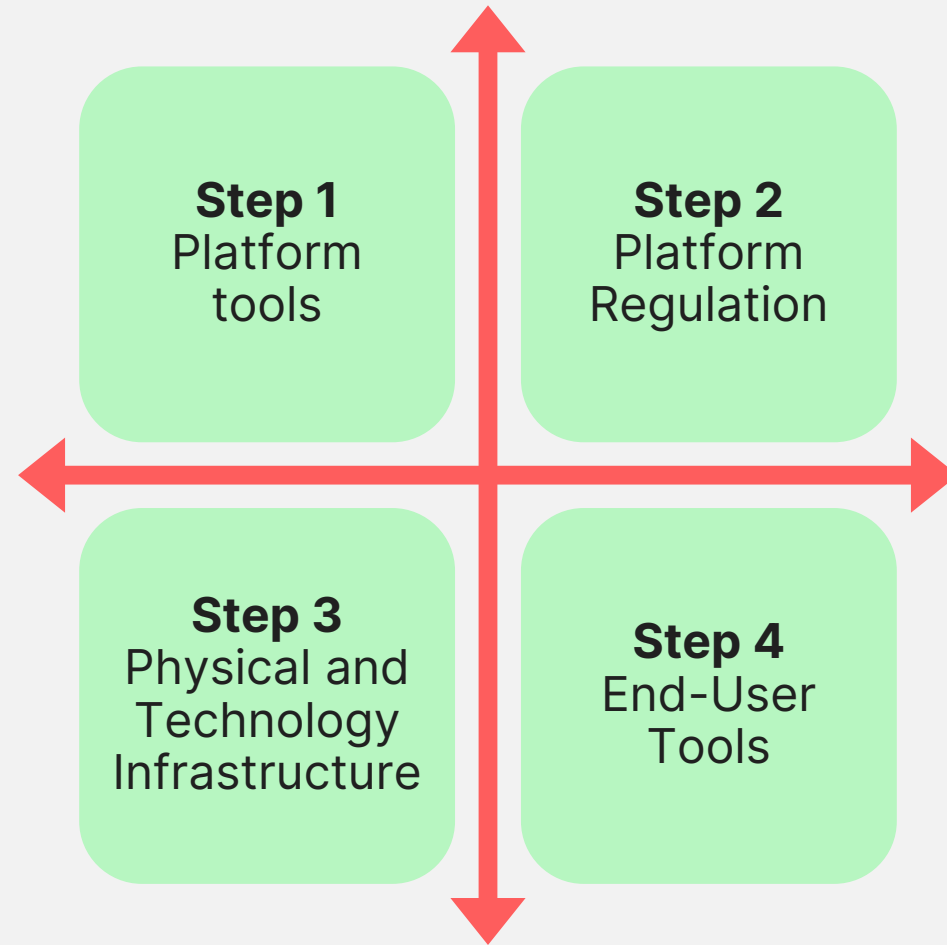 Step 1
Platform
tools
Step 2
Platform
Regulation
Step 3
Physical and
Technology
Infrastructure
Step 4
End-User
Tools